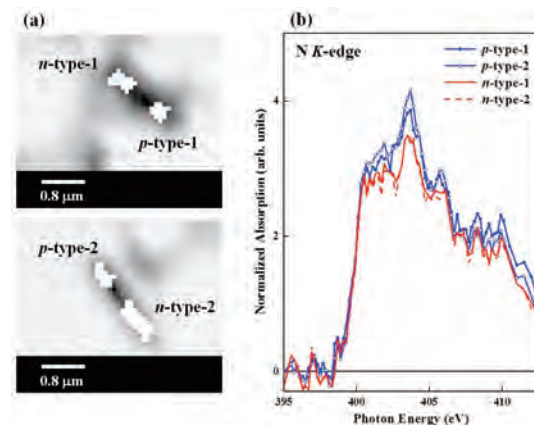 (a)
n-type-1
p-type-1
0.8 µm
p-type-2
n-type-2
0.8 µm
(b)
N K-edge
p-type-1
p-type-2
n-type-1
n-type-2
Normalized Absorption (arb. units)
4
2
0
395 400 405 410
Photon Energy (eV)